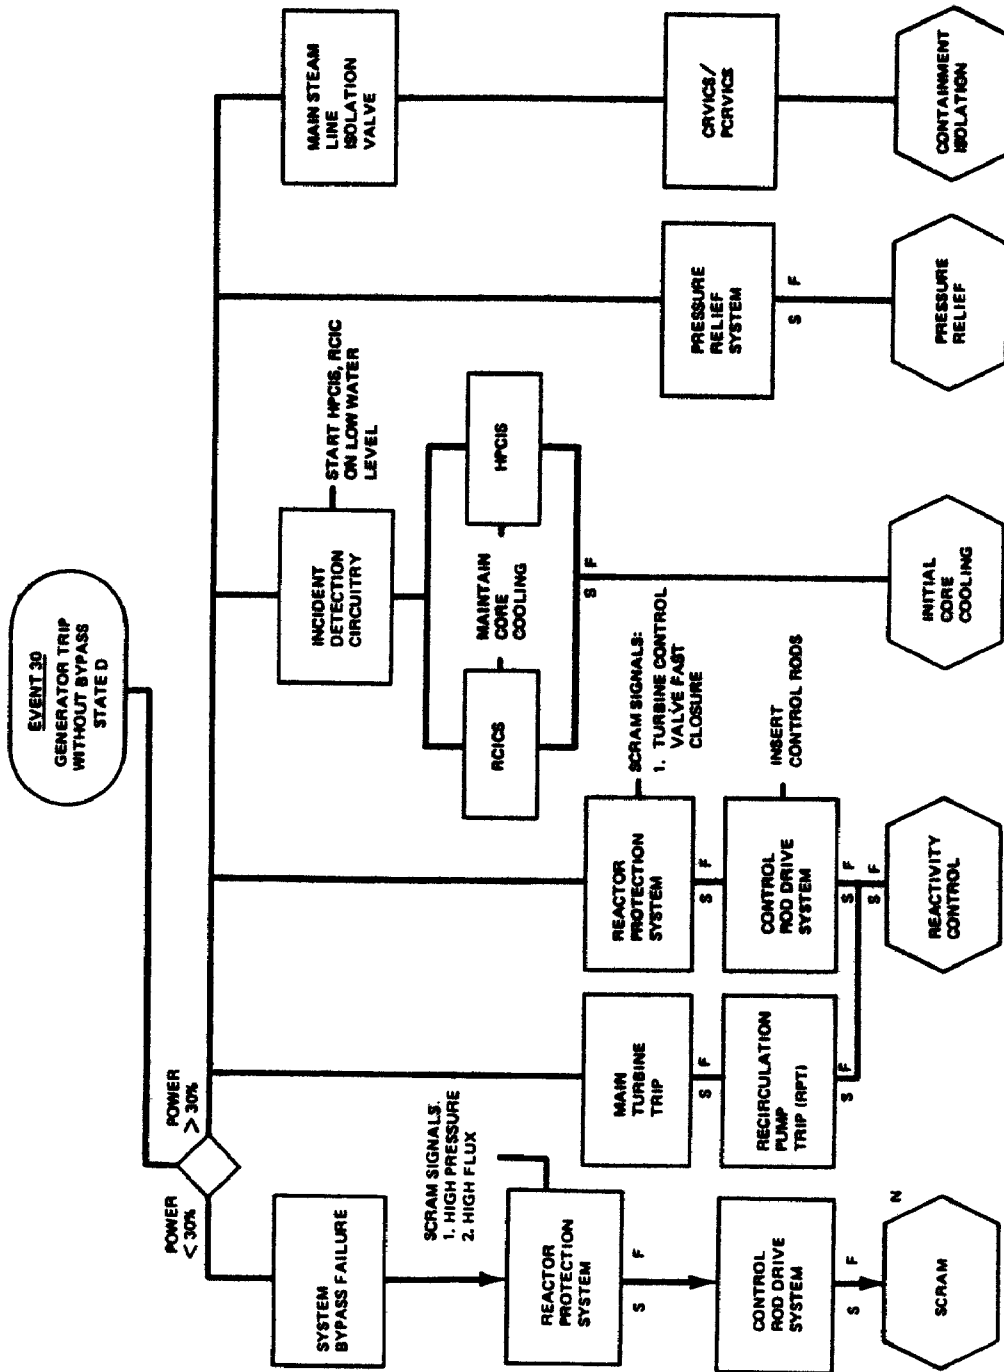 EVENT 30
GENERATOR TRIP
WITHOUT BYPASS
STATE D
POWER
< 30%
POWER
> 30%
SYSTEM
BYPASS FAILURE
SCRAM SIGNALS.
1. HIGH PRESSURE
2. HIGH FLUX
REACTOR
PROTECTION
SYSTEM
S F
CONTROL
ROD DRIVE
SYSTEM
S F
N
SCRAM
MAIN
TURBINE
TRIP
S F
RECIRCULATION
PUMP
TRIP (RPT)
S F
REACTOR
PROTECTION
SYSTEM
SCRAM SIGNALS:
1. TURBINE CONTROL
VALVE FAST
CLOSURE
S F
CONTROL
ROD DRIVE
SYSTEM
INSERT
CONTROL RODS
S F
S F
REACTIVITY
CONTROL
INCIDENT
DETECTION
CIRCUITRY
START HPCIS, RCIC
ON LOW WATER
LEVEL
RCICS
MAINTAIN
CORE
COOLING
HPCIS
S F
INITIAL
CORE
COOLING
PRESSURE
RELIEF
SYSTEM
S F
PRESSURE
RELIEF
MAIN STEAM
LINE
ISOLATION
VALVE
CRVICS/
PCRVICS
CONTAINMENT
ISOLATION